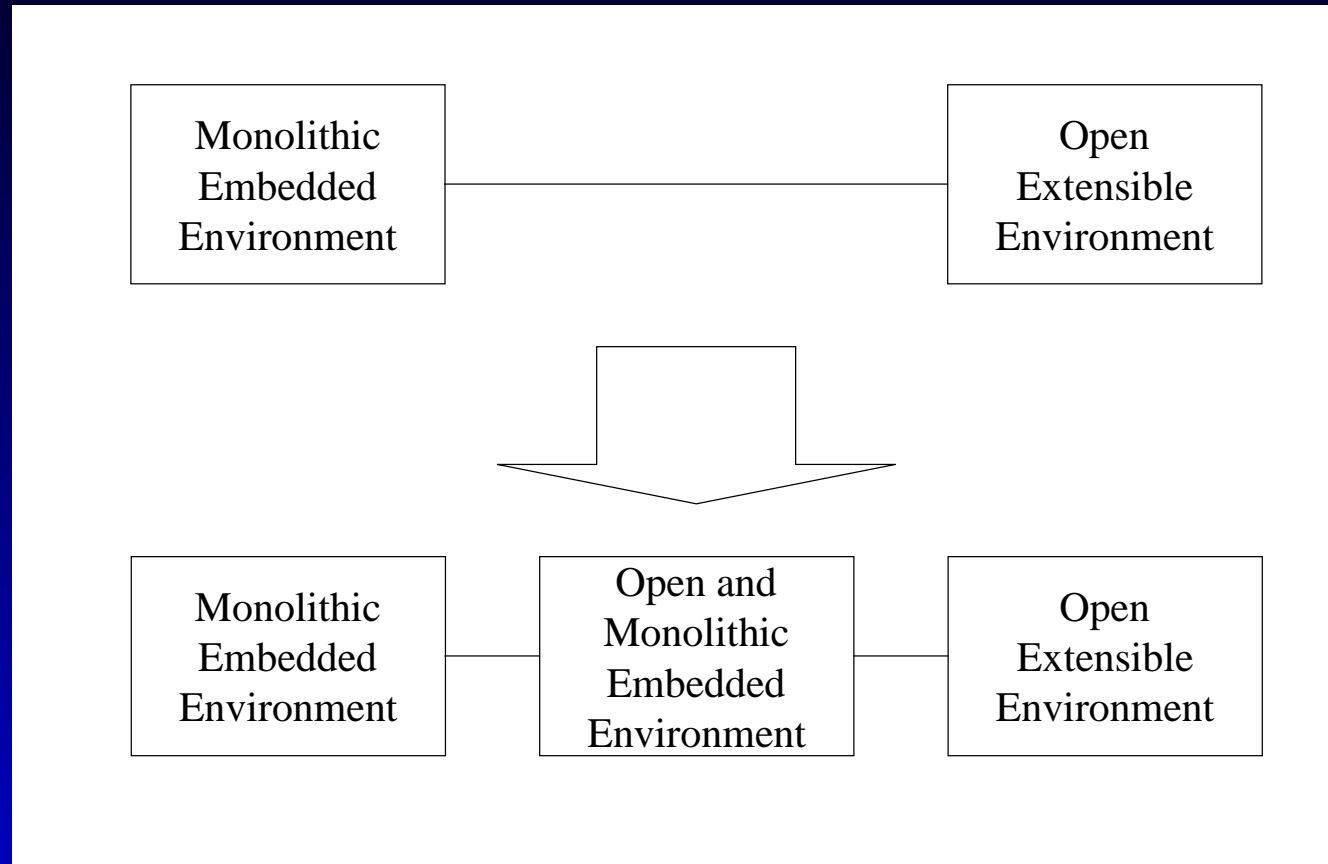 Monolithic
Embedded
Environment
Open
Extensible
Environment
Monolithic
Embedded
Environment
Open and
Monolithic
Embedded
Environment
Open
Extensible
Environment